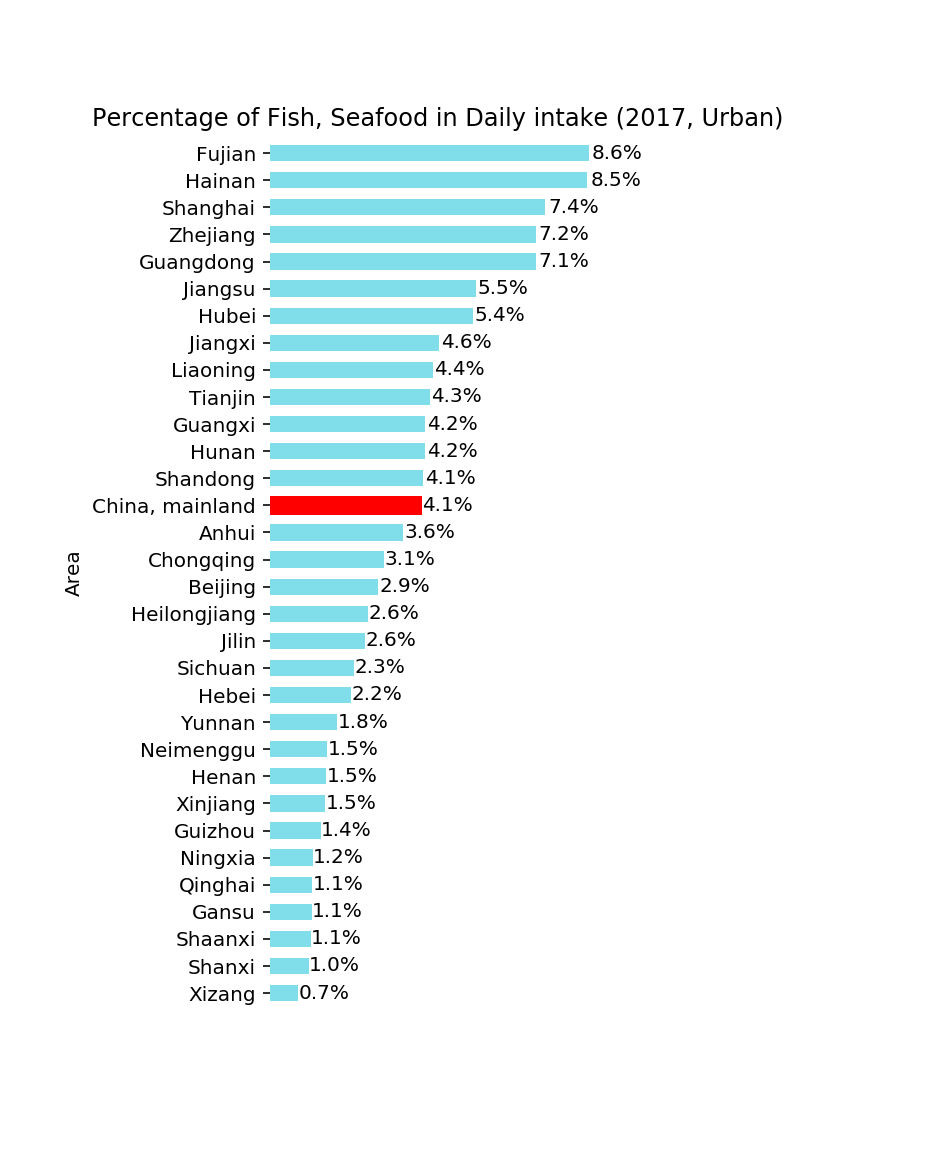 Percentage of Fish, Seafood in Daily intake (2017, Urban)
Fujian 8.6%
Hainan 8.5%
Shanghai 7.4%
Zhejiang 7.2%
Guangdong 7.1%
Jiangsu 5.5%
Hubei 5.4%
Jiangxi 4.6%
Liaoning 4.4%
Tianjin 4.3%
Guangxi 4.2%
Hunan 4.2%
Shandong 4.1%
China, mainland 4.1%
Anhui 3.6%
Chongqing 3.1%
Area
Beijing 2.9%
Heilongjiang 2.6%
Jilin 2.6%
Sichuan 2.3%
Hebei 2.2%
Yunnan 1.8%
Neimenggu 1.5%
Henan 1.5%
Xinjiang 1.5%
Guizhou 1.4%
Ningxia 1.2%
Qinghai 1.1%
Gansu 1.1%
Shaanxi 1.1%
Shanxi 1.0%
Xizang 0.7%